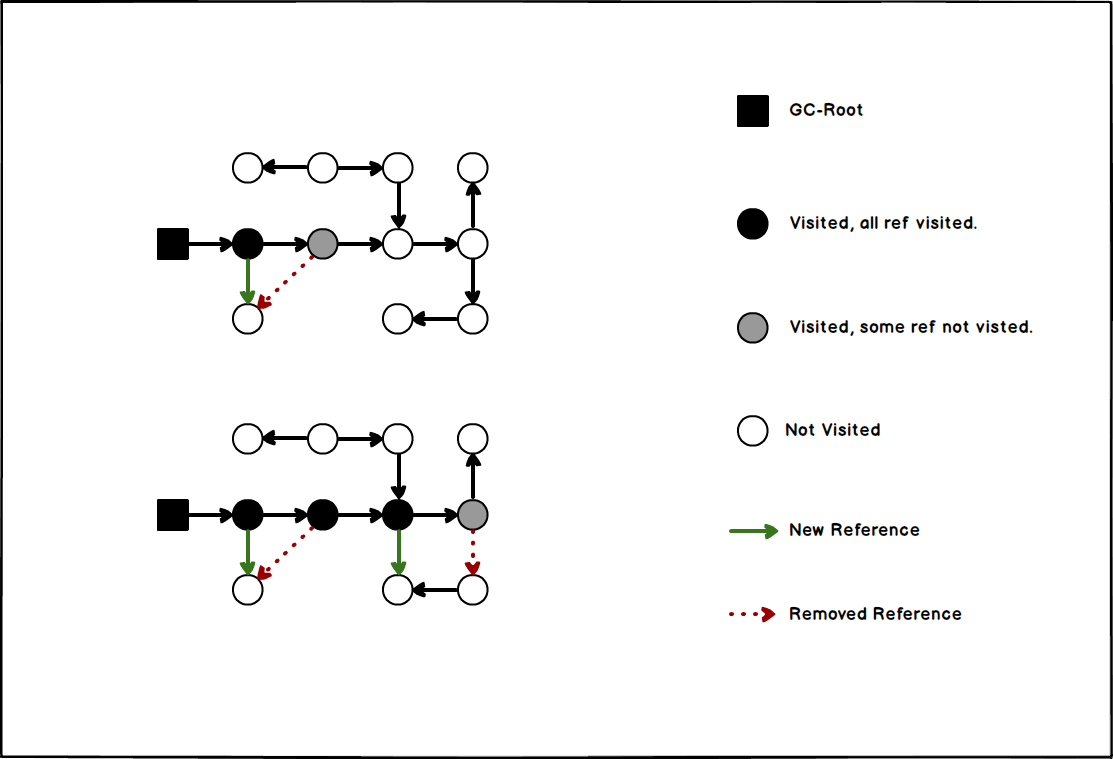 GC-Root
Visited, all ref visited.
Visited, some ref not visted.
Not Visited
New Reference
Removed Reference